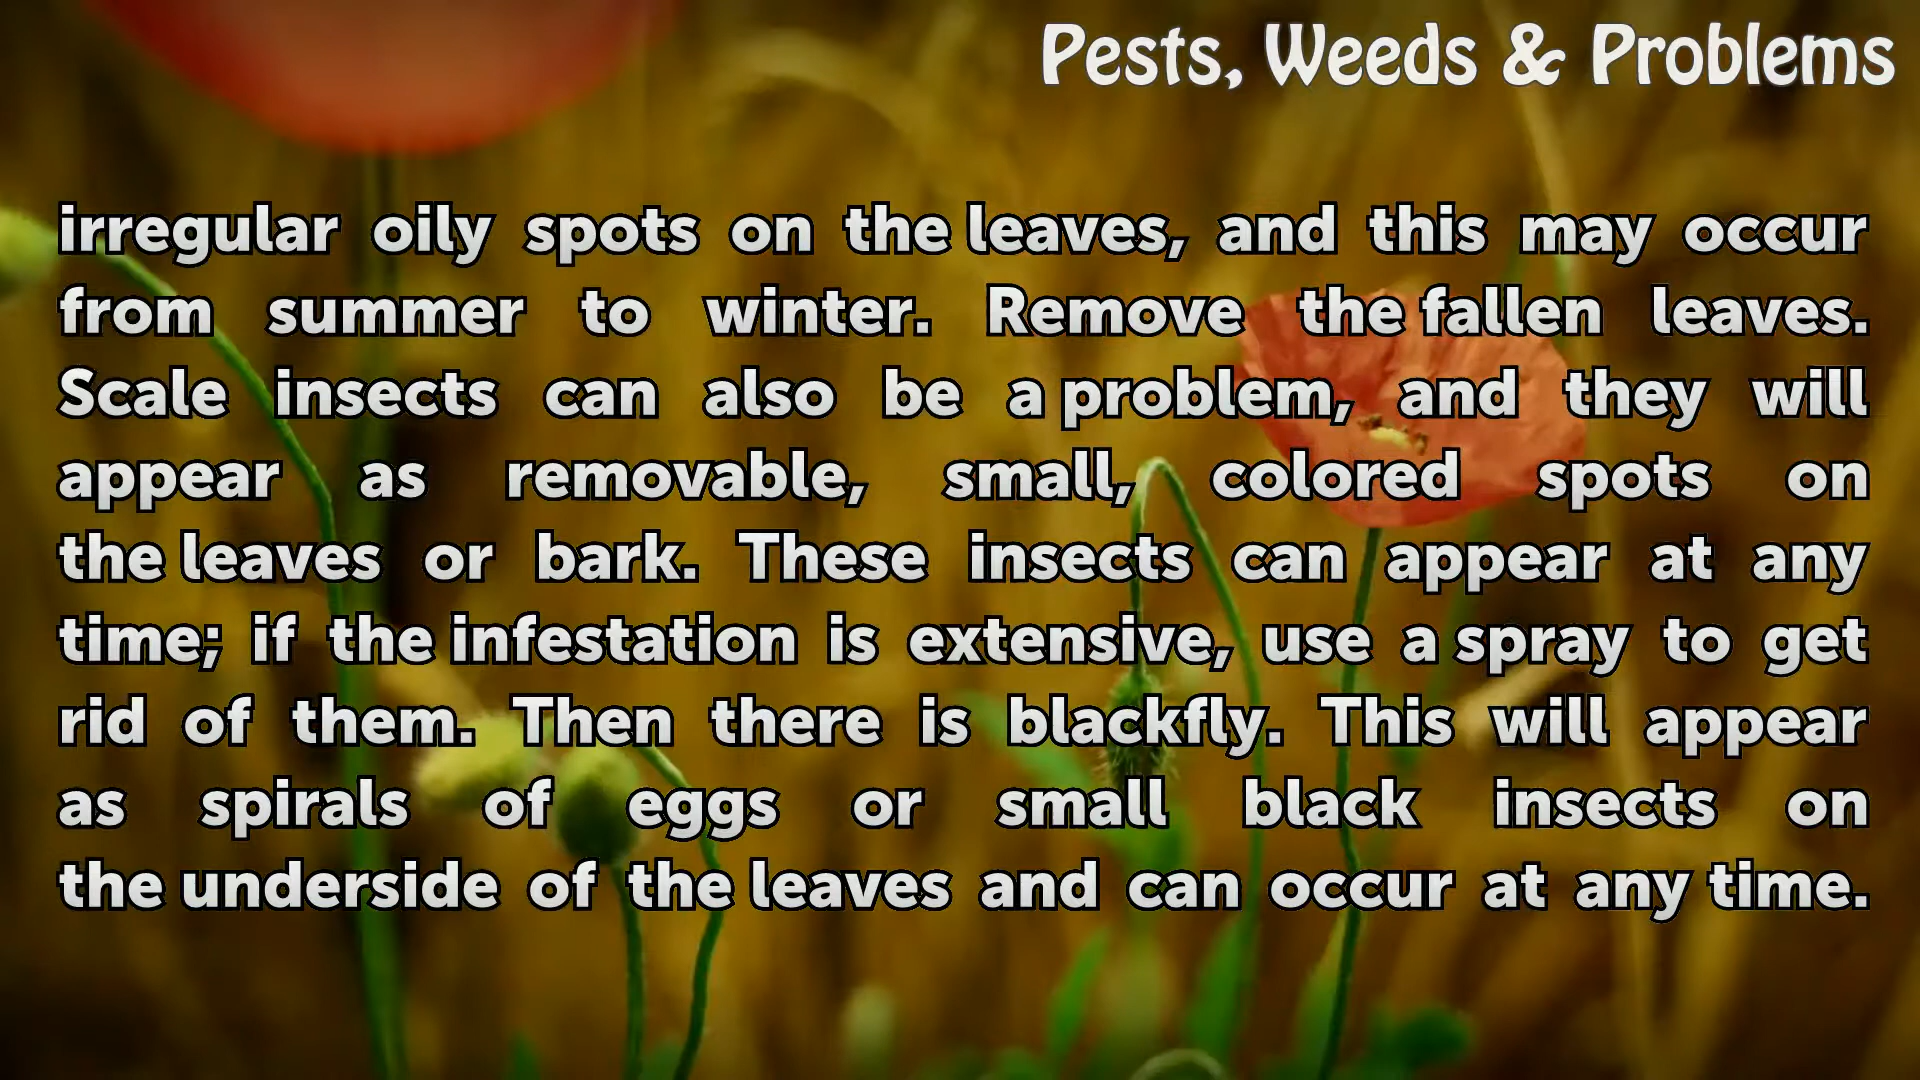 Pests, Weeds & Problems
irregular oily spots on the leaves, and this may occur
from summer to winter. Remove the fallen leaves.
Scale insects can also be a problem, and they will
appear as removable, small, colored spots on
the leaves or bark. These insects can appear at any
time; if the infestation is extensive, use a spray to get
rid of them. Then there is blackfly. This will appear
as spirals of eggs or small black insects on
the underside of the leaves and can occur at any time.